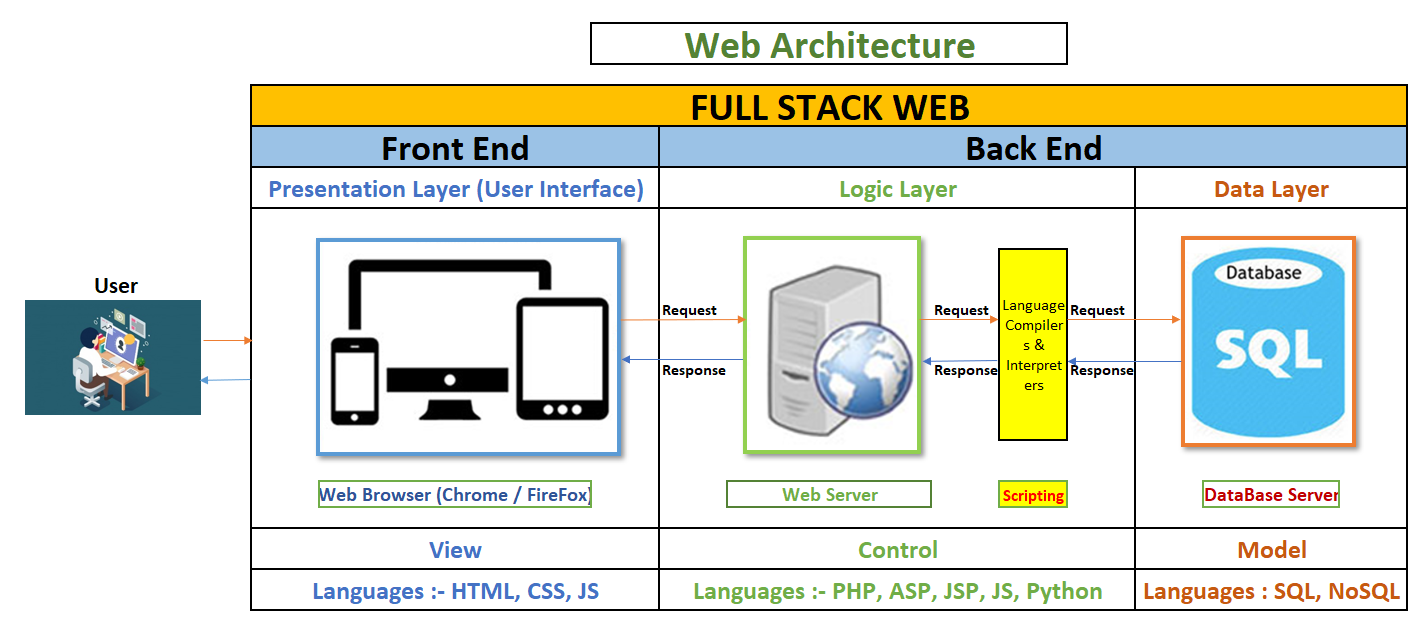 Web Architecture
FULL STACK WEB
Front End
Back End
Presentation Layer (User Interface)
Logic Layer
Data Layer
User
Request
Response
Request
Response
Language
Compiler
s &
Interpret
ers
Request
Response
Database
SQL
Web Browser (Chrome / FireFox)
Web Server
Scripting
DataBase Server
View
Control
Model
Languages :- HTML, CSS, JS
Languages :- PHP, ASP, JSP, JS, Python
Languages : SQL, NoSQL